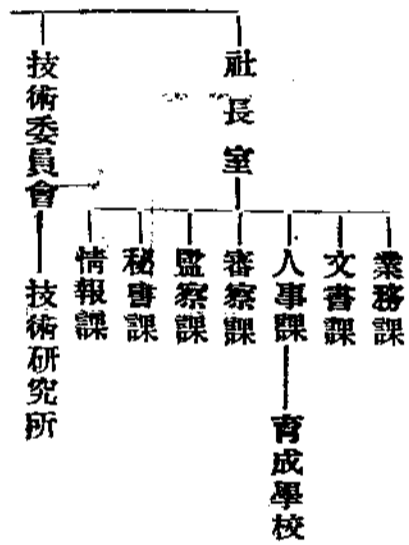 社長室
業務課
文書課
人事課
育成學校
審察課
監察課
秘書課
情報課
技術委員會
技術研究所